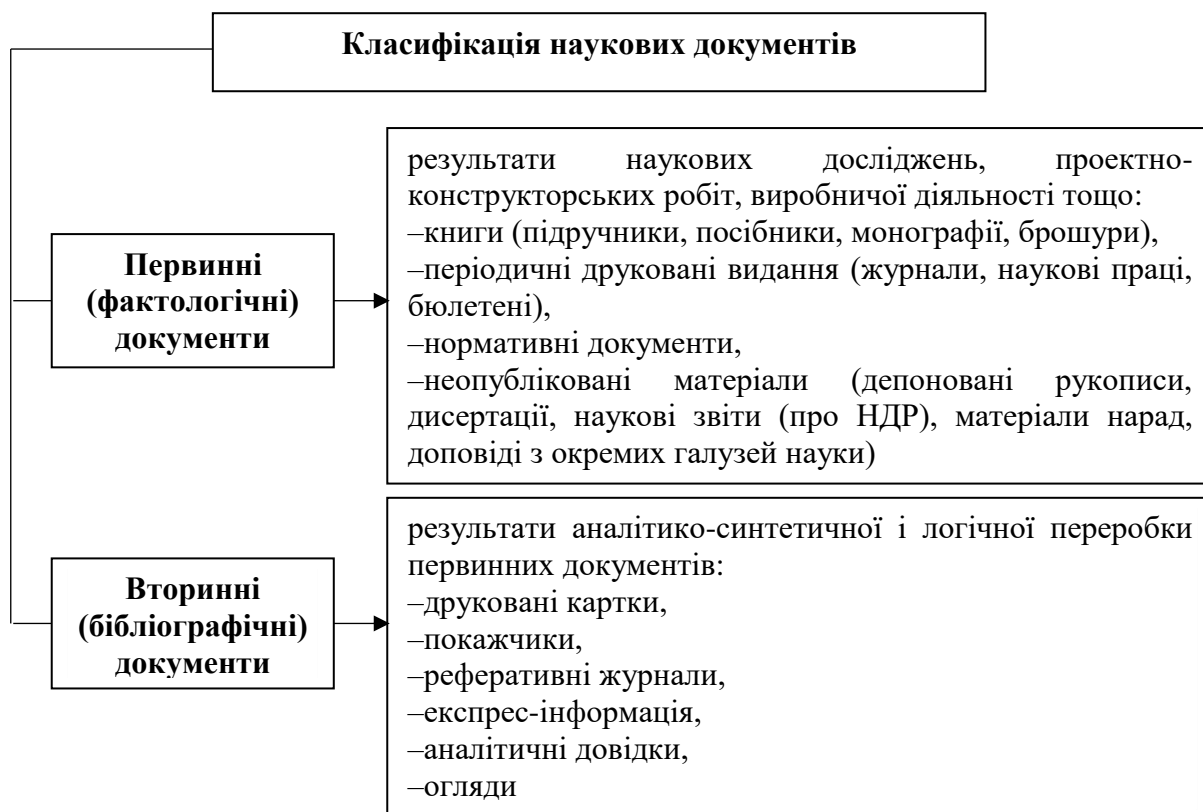 Класифікація наукових документів
Первинні
(фактологічні)
документи
результати наукових досліджень, проектно-
конструкторських робіт, виробничої діяльності тощо:
–книги (підручники, посібники, монографії, брошури),
–періодичні друковані видання (журнали, наукові праці,
бюлетені),
–нормативні документи,
–неопубліковані матеріали (депоновані рукописи,
дисертації, наукові звіти (про НДР), матеріали нарад,
доповіді з окремих галузей науки)
Вторинні
(бібліографічні)
документи
результати аналітико-синтетичної і логічної переробки
первинних документів:
–друковані картки,
–покажчики,
–реферативні журнали,
–експрес-інформація,
–аналітичні довідки,
–огляди